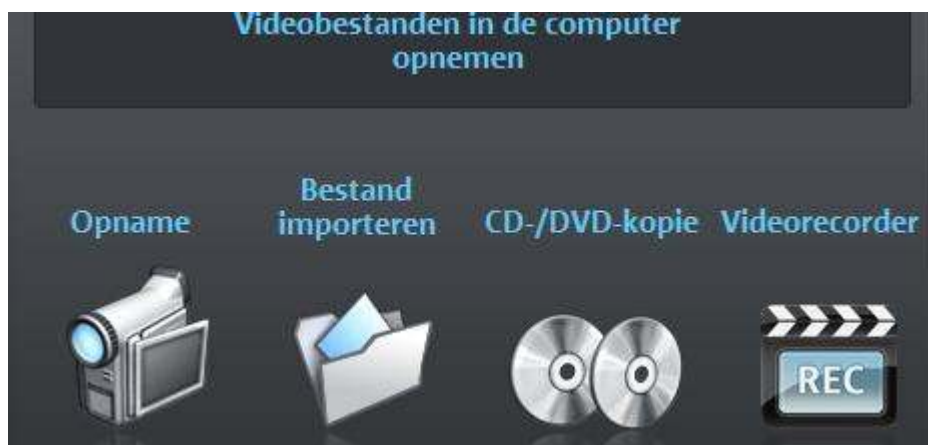 Videobestanden in de computer
opnemen
Opname
Bestand
importeren
CD-/DVD-kopie
Videorecorder
REC